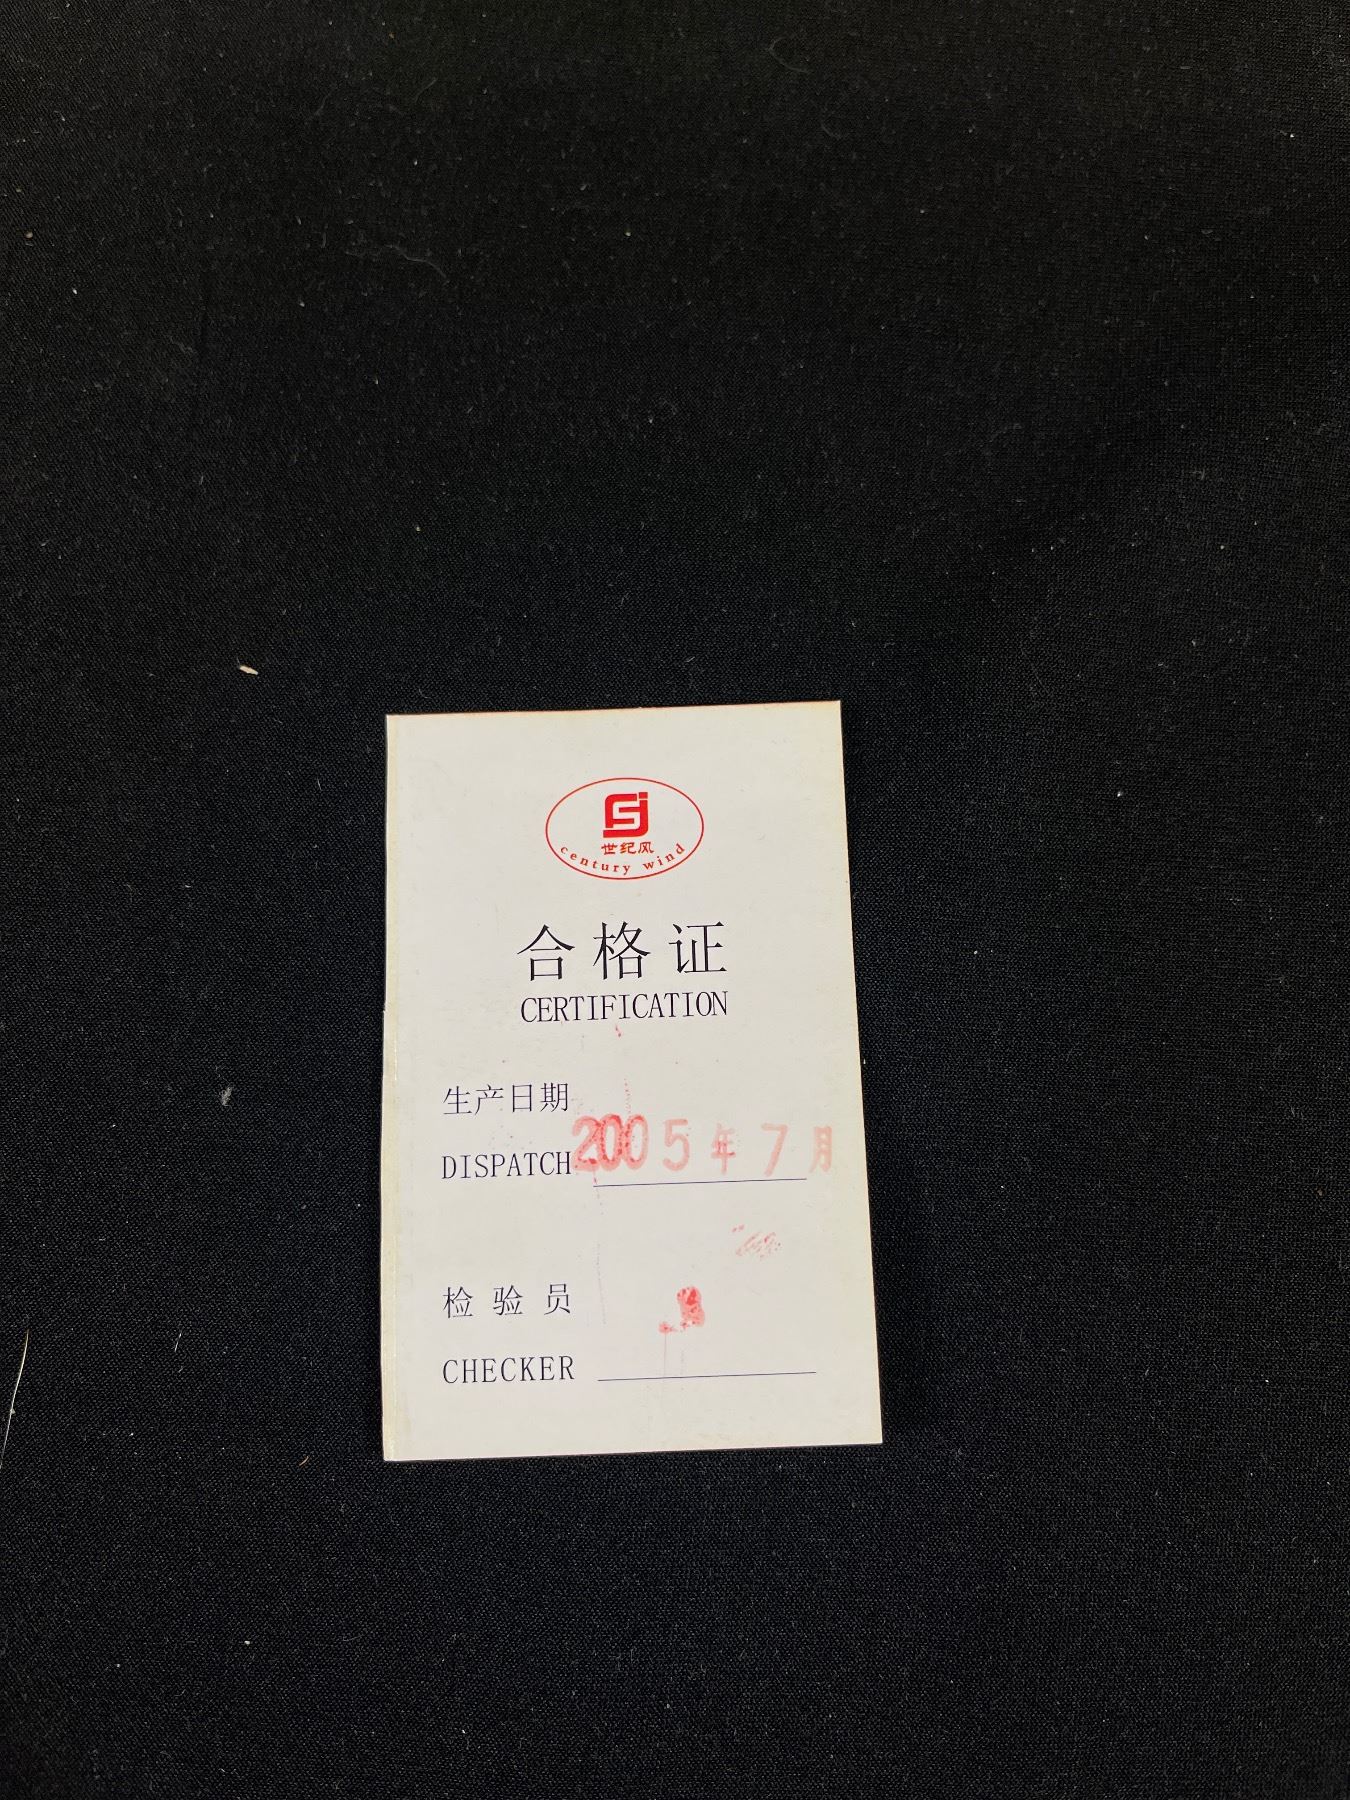 世纪风
century wind
合格证
CERTIFICATION
生产日期
DISPATCH 2005年7月
检验员
CHECKER